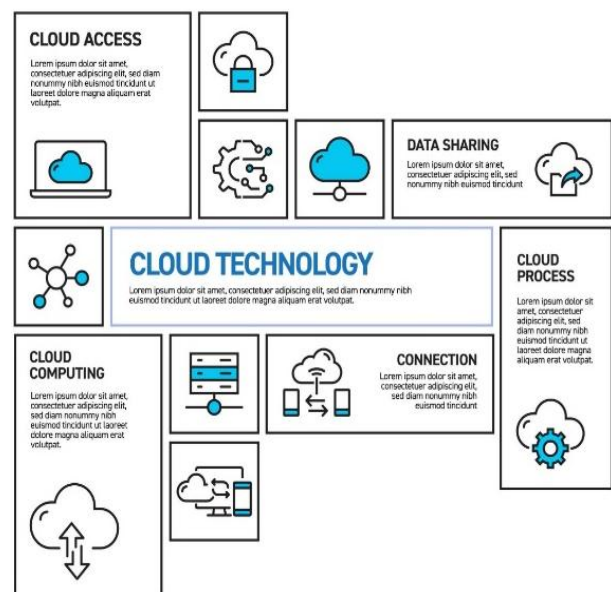 CLOUD ACCESS
Lorem ipsum dolor sit amet,
consectetuer adipiscing elit, sed diam
nonummy nibh euismod tincidunt ut
laoreet dolore magna aliquam erat
volutpat.
DATA SHARING
Lorem ipsum dolor sit amet,
consectetuer adipiscing elit, sed diam
nonummy nibh euismod tincidunt
CLOUD TECHNOLOGY
Lorem ipsum dolor sit amet, consectetuer adipiscing elit, sed diam nonummy nibh
euismod tincidunt ut laoreet dolore magna aliquam erat volutpat.
CLOUD
PROCESS
Lorem ipsum dolor
sit amet,
consectetuer
adipiscing elit, sed
diam nonummy
nibh euismod
tincidunt ut laoreet
dolore magna
aliquam erat
volutpat.
CLOUD
COMPUTING
Lorem ipsum dolor sit amet,
consectetuer adipiscing elit,
sed diam nonummy nibh
euismod tincidunt ut laoreet
dolore magna aliquam erat
volutpat.
CONNECTION
Lorem ipsum dolor sit amet,
consectetuer adipiscing elit,
sed diam nonummy nibh
euismod tincidunt